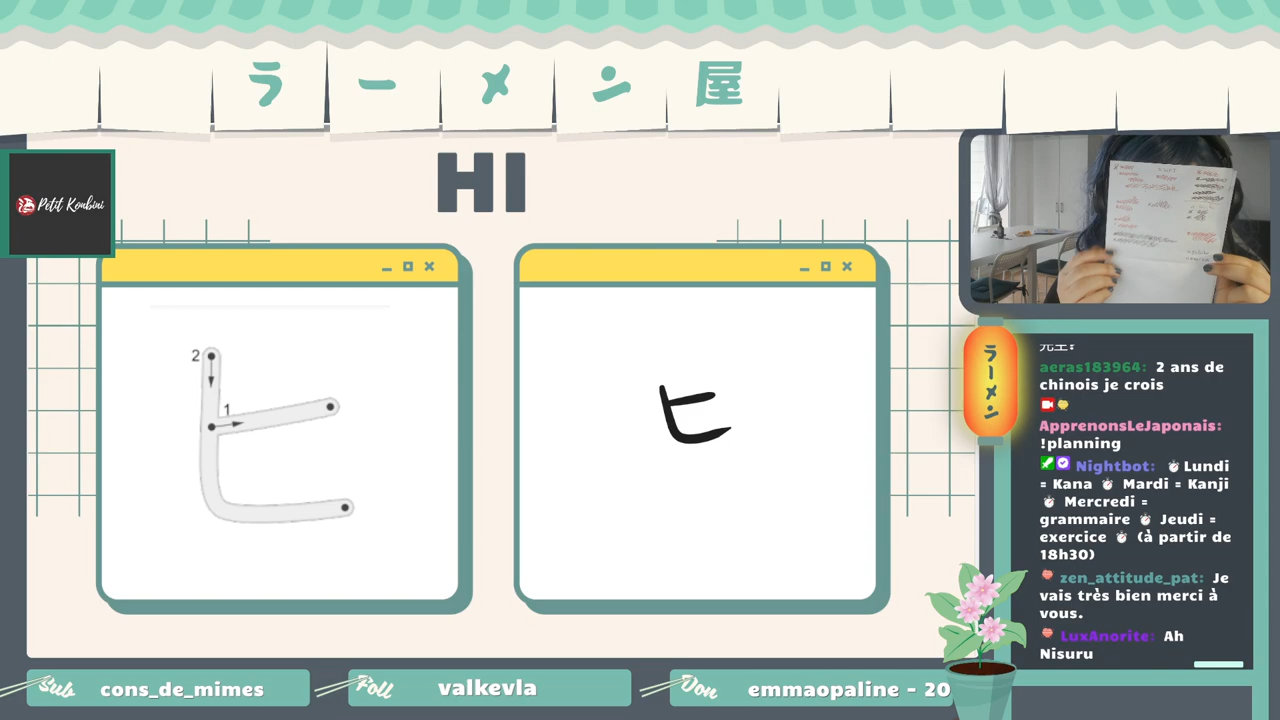 ラーメン屋
HI
Petit Konbini
2
1
ヒ
ラーメン
aeras183964: 2 ans de
chinois je crois
ApprenonsLeJaponais:
!planning
Nightbot: Lundi
= Kana Mardi = Kanji
Mercredi =
grammaire Jeudi =
exercice (à partir de
18h30)
zen_attitude_pat: Je
vais très bien merci à
vous.
LuxAnorite: Ah
Nisuru
Sub cons_de_mimes
Foll valkevla
Don emmaopaline - 20